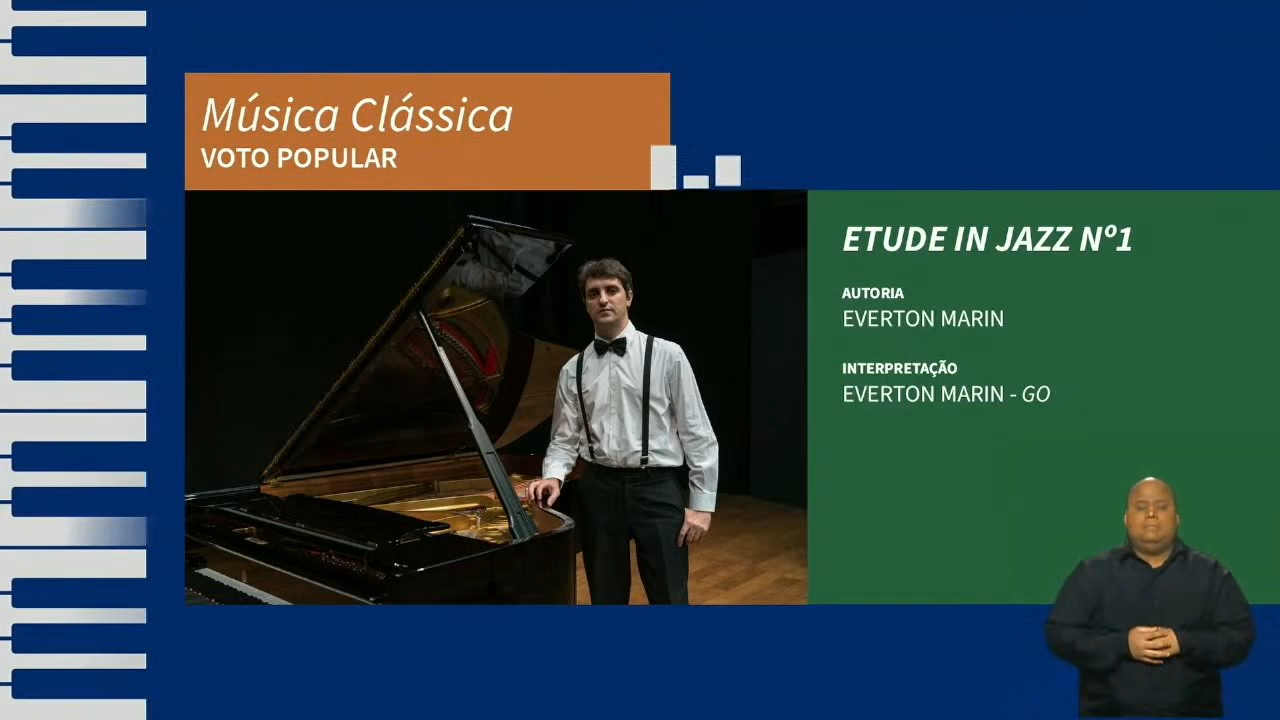 Música Clássica
VOTO POPULAR
ETUDE IN JAZZ Nº1
AUTORIA
EVERTON MARIN
INTERPRETAÇÃO
EVERTON MARIN - GO